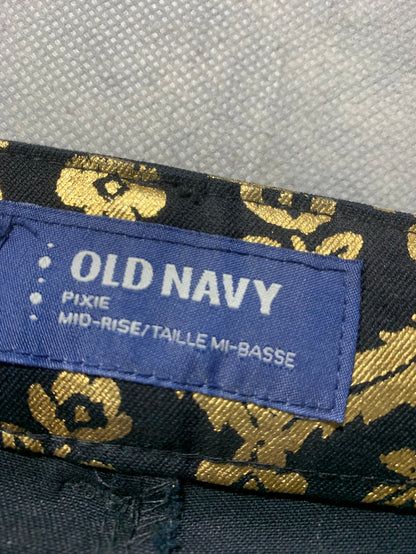 OLD NAVY
PIXIE
MID-RISE/TAILLE MI-BASSE